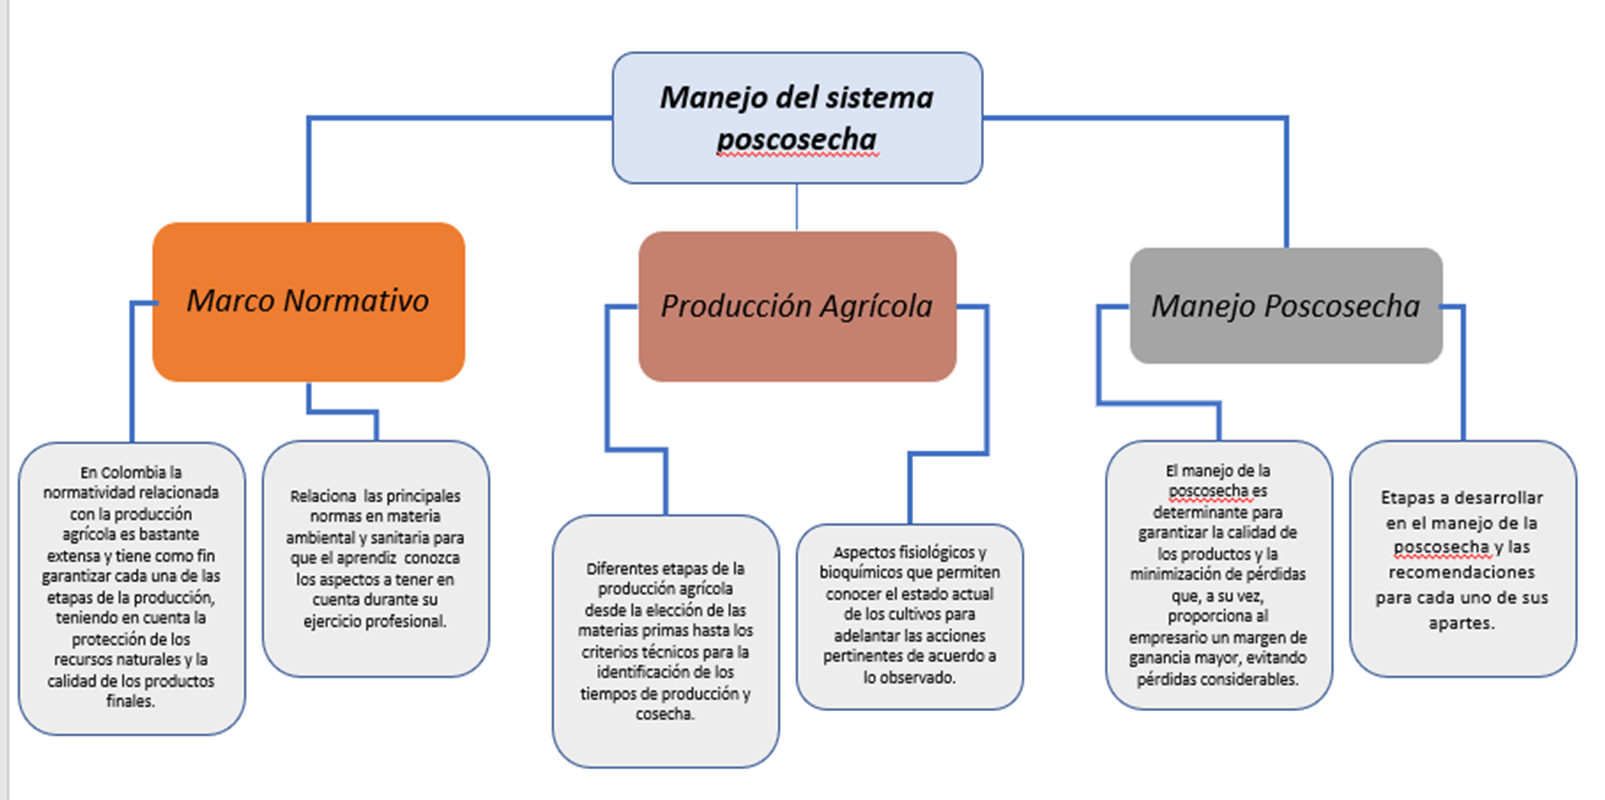 Manejo del sistema
poscosecha
Marco Normativo
Producción Agrícola
Manejo Poscosecha
En Colombia la
normatividad relacionada
con la producción
agrícola es bastante
extensa y tiene como fin
garantizar cada una de las
etapas de la producción,
teniendo en cuenta la
protección de los
recursos naturales y la
calidad de los productos
finales.
Relaciona  las principales
normas en materia
ambiental y sanitaria para
que el aprendiz  conozca
los aspectos a tener en
cuenta durante su
ejercicio profesional.
Diferentes etapas de la
producción agrícola
desde la elección de las
materias primas hasta los
criterios técnicos para la
identificación de los
tiempos de producción y
cosecha.
Aspectos fisiológicos y
bioquímicos que permiten
conocer el estado actual
de los cultivos para
adelantar las acciones
pertinentes de acuerdo a
lo observado.
El manejo de la
poscosecha es
determinante para
garantizar la calidad de
los productos y la
minimización de pérdidas
que, a su vez,
proporciona al
empresario un margen de
ganancia mayor, evitando
pérdidas considerables.
Etapas a desarrollar
en el manejo de la
poscosecha y las
recomendaciones
para cada uno de sus
apartes.